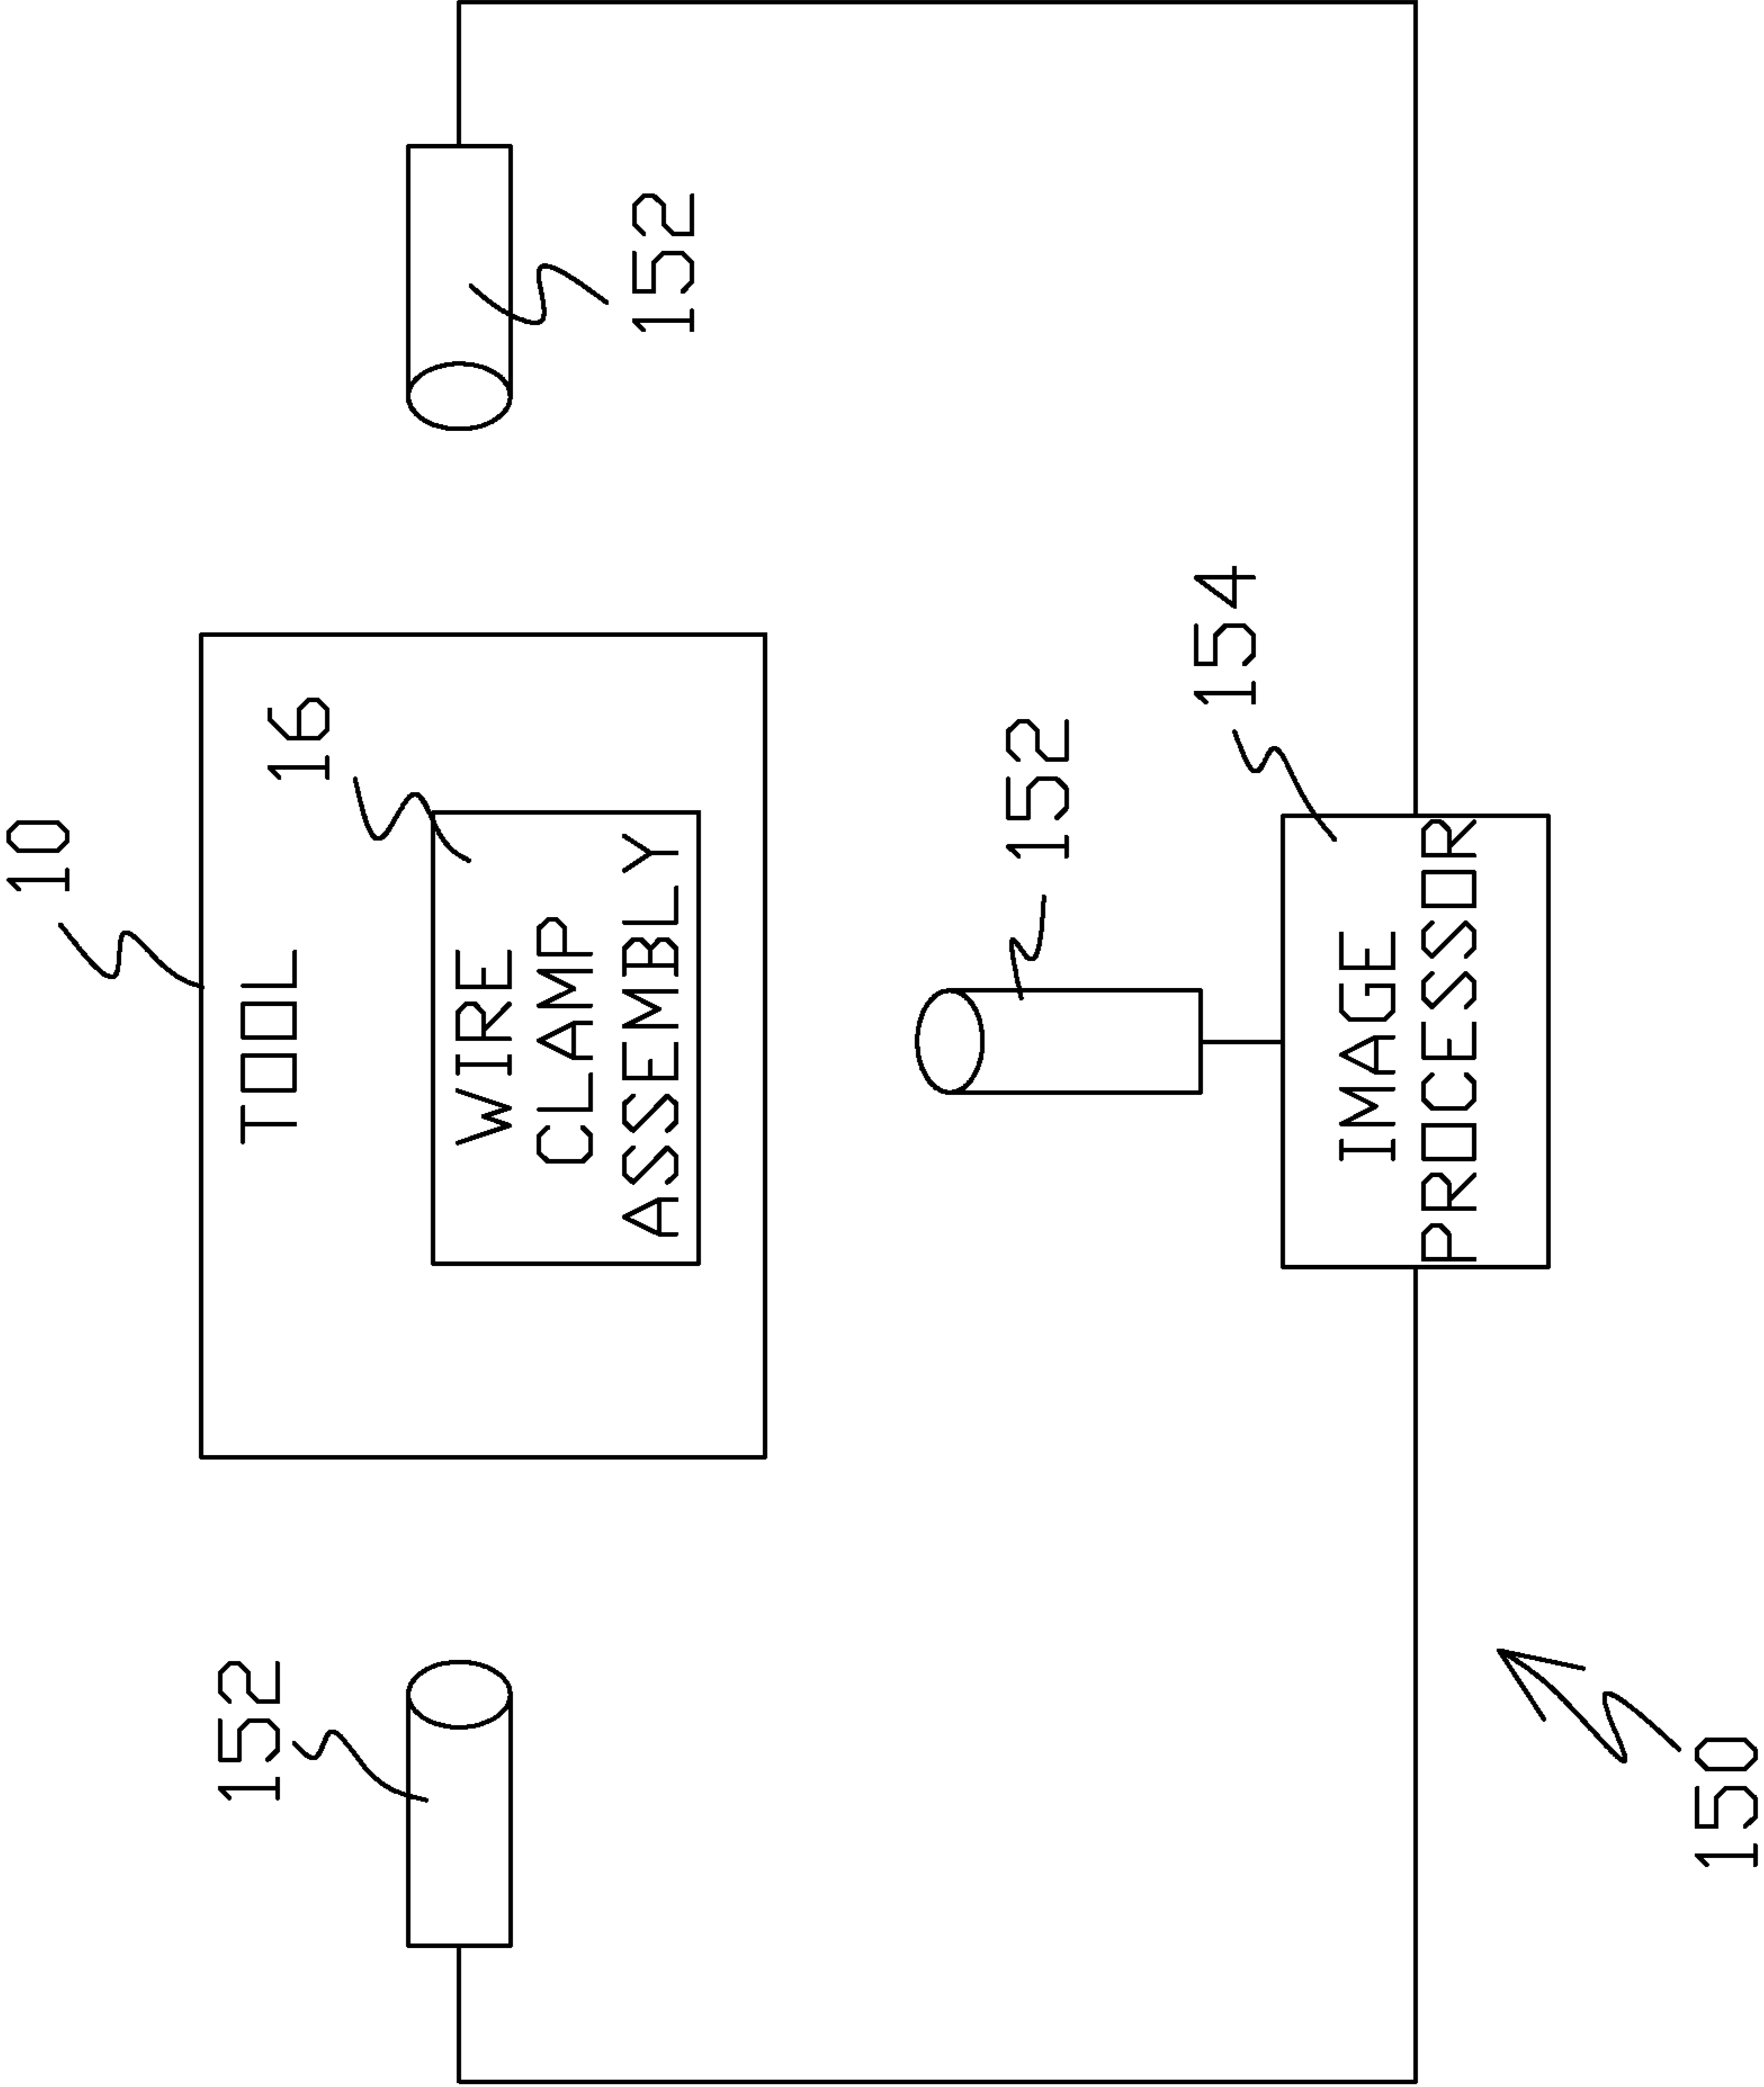 10
TOOL
16
WIRE
CLAMP
ASSEMBLY
152
152
152
154
IMAGE
PROCESSOR
150